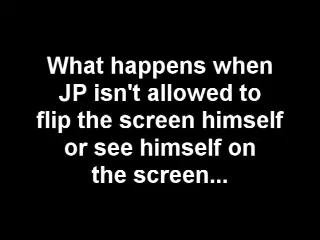 What happens when
JP isn't allowed to
flip the screen himself
or see himself on
the screen...